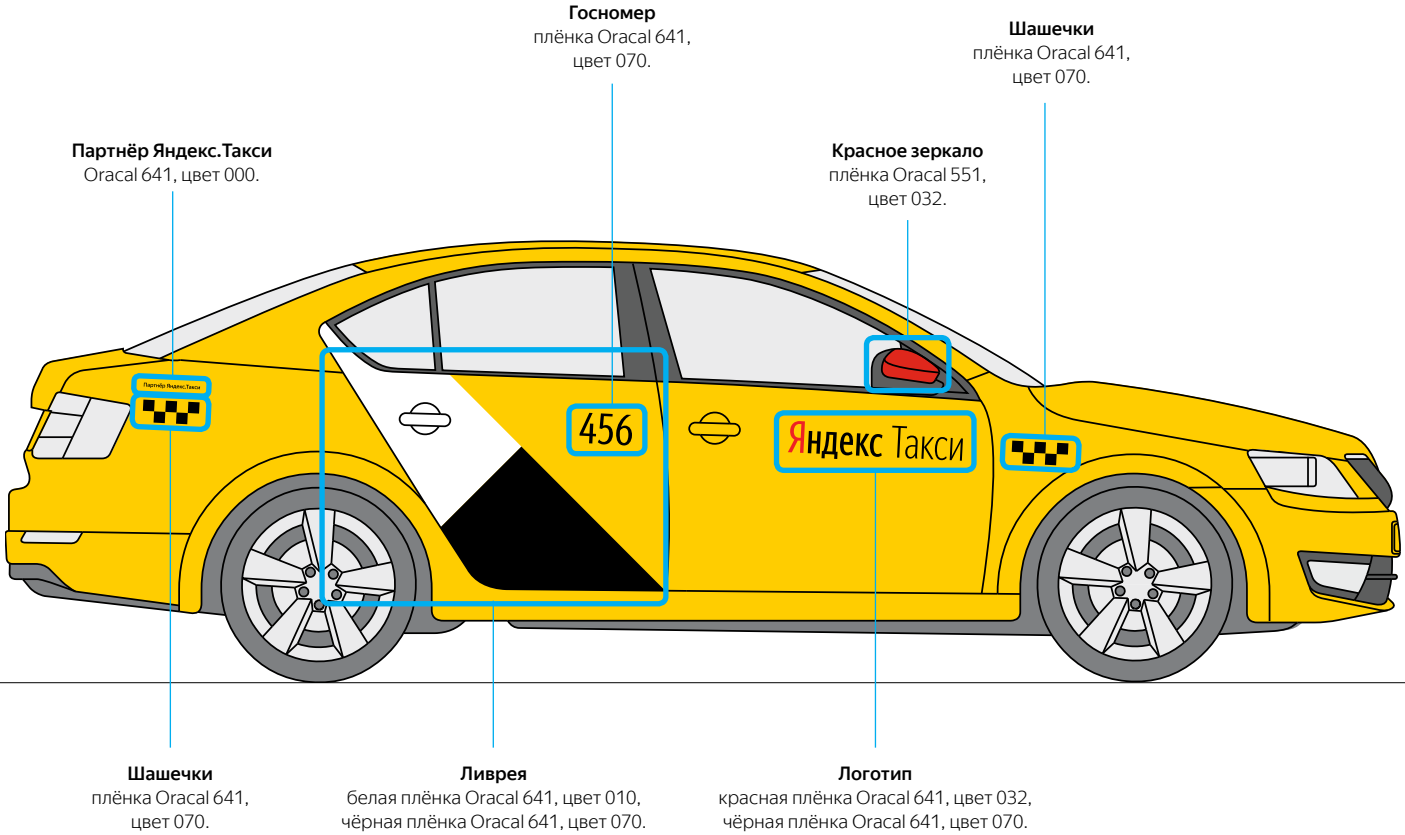 Госномер
плёнка Oracal 641,
цвет 070.
Шашечки
плёнка Oracal 641,
цвет 070.
Партнёр Яндекс.Такси
Oracal 641, цвет 000.
Красное зеркало
плёнка Oracal 551,
цвет 032.
Партнёр Яндекс.Такси
456
Яндекс Такси
Шашечки
плёнка Oracal 641,
цвет 070.
Ливрея
белая плёнка Oracal 641, цвет 010,
чёрная плёнка Oracal 641, цвет 070.
Логотип
красная плёнка Oracal 641, цвет 032,
чёрная плёнка Oracal 641, цвет 070.